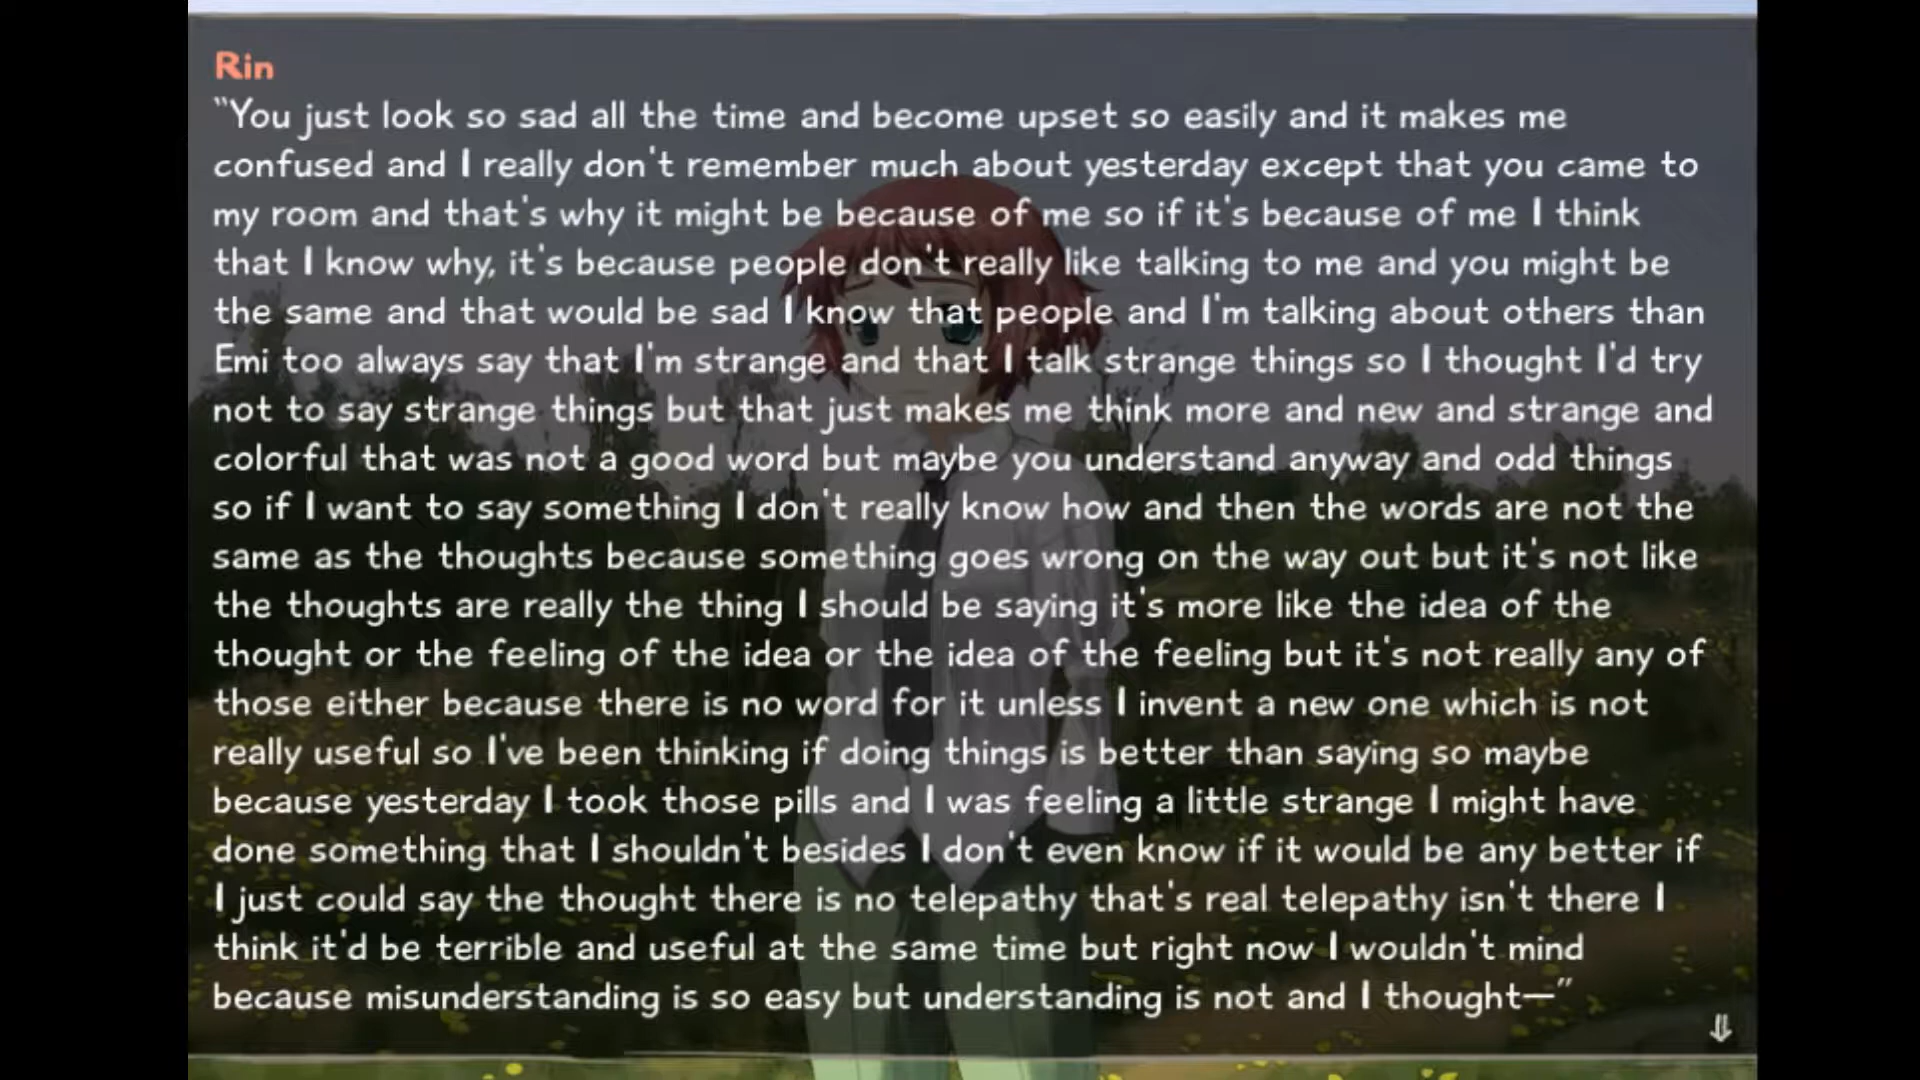 Rin
“You just look so sad all the time and become upset so easily and it makes me
confused and I really don't remember much about yesterday except that you came to
my room and that's why it might be because of me so if it's because of me I think
that I know why, it's because people don't really like talking to me and you might be
the same and that would be sad I know that people and I'm talking about others than
Emi too always say that I'm strange and that I talk strange things so I thought I'd try
not to say strange things but that just makes me think more and new and strange and
colorful that was not a good word but maybe you understand anyway and odd things
so if I want to say something I don't really know how and then the words are not the
same as the thoughts because something goes wrong on the way out but it's not like
the thoughts are really the thing I should be saying it's more like the idea of the
thought or the feeling of the idea or the idea of the feeling but it's not really any of
those either because there is no word for it unless I invent a new one which is not
really useful so I've been thinking if doing things is better than saying so maybe
because yesterday I took those pills and I was feeling a little strange I might have
done something that I shouldn't besides I don't even know if it would be any better if
I just could say the thought there is no telepathy that's real telepathy isn't there I
think it'd be terrible and useful at the same time but right now I wouldn't mind
because misunderstanding is so easy but understanding is not and I thought—”